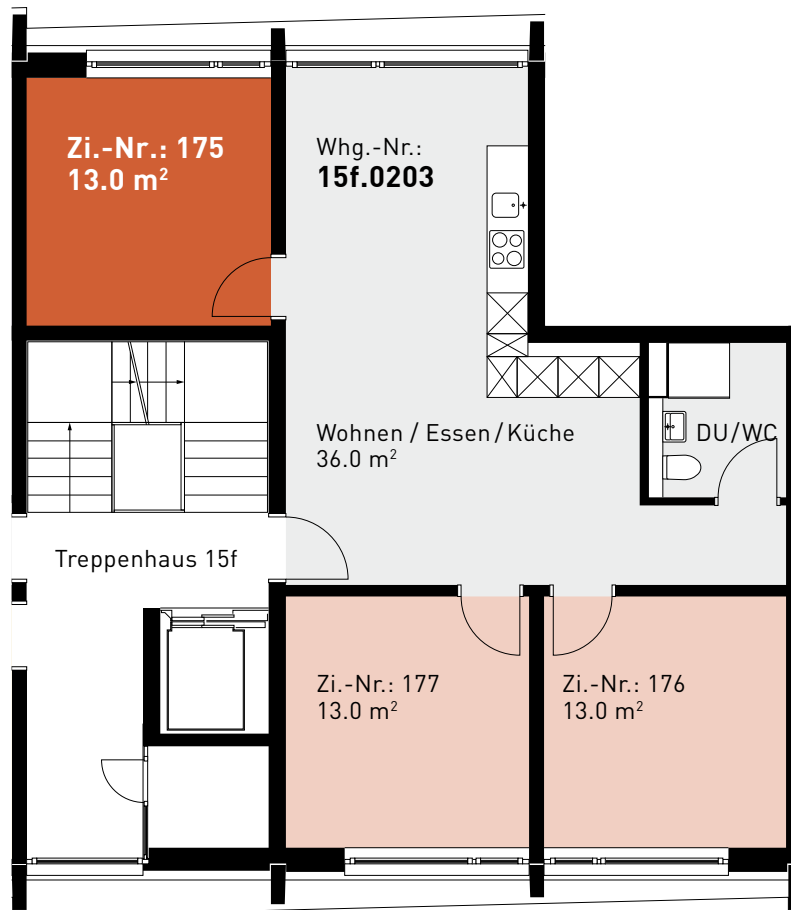 Zi.-Nr.: 175
13.0 m²
Whg.-Nr.:
15f.0203
Wohnen / Essen / Küche
36.0 m²
DU/WC
Treppenhaus 15f
Zi.-Nr.: 177
13.0 m²
Zi.-Nr.: 176
13.0 m²